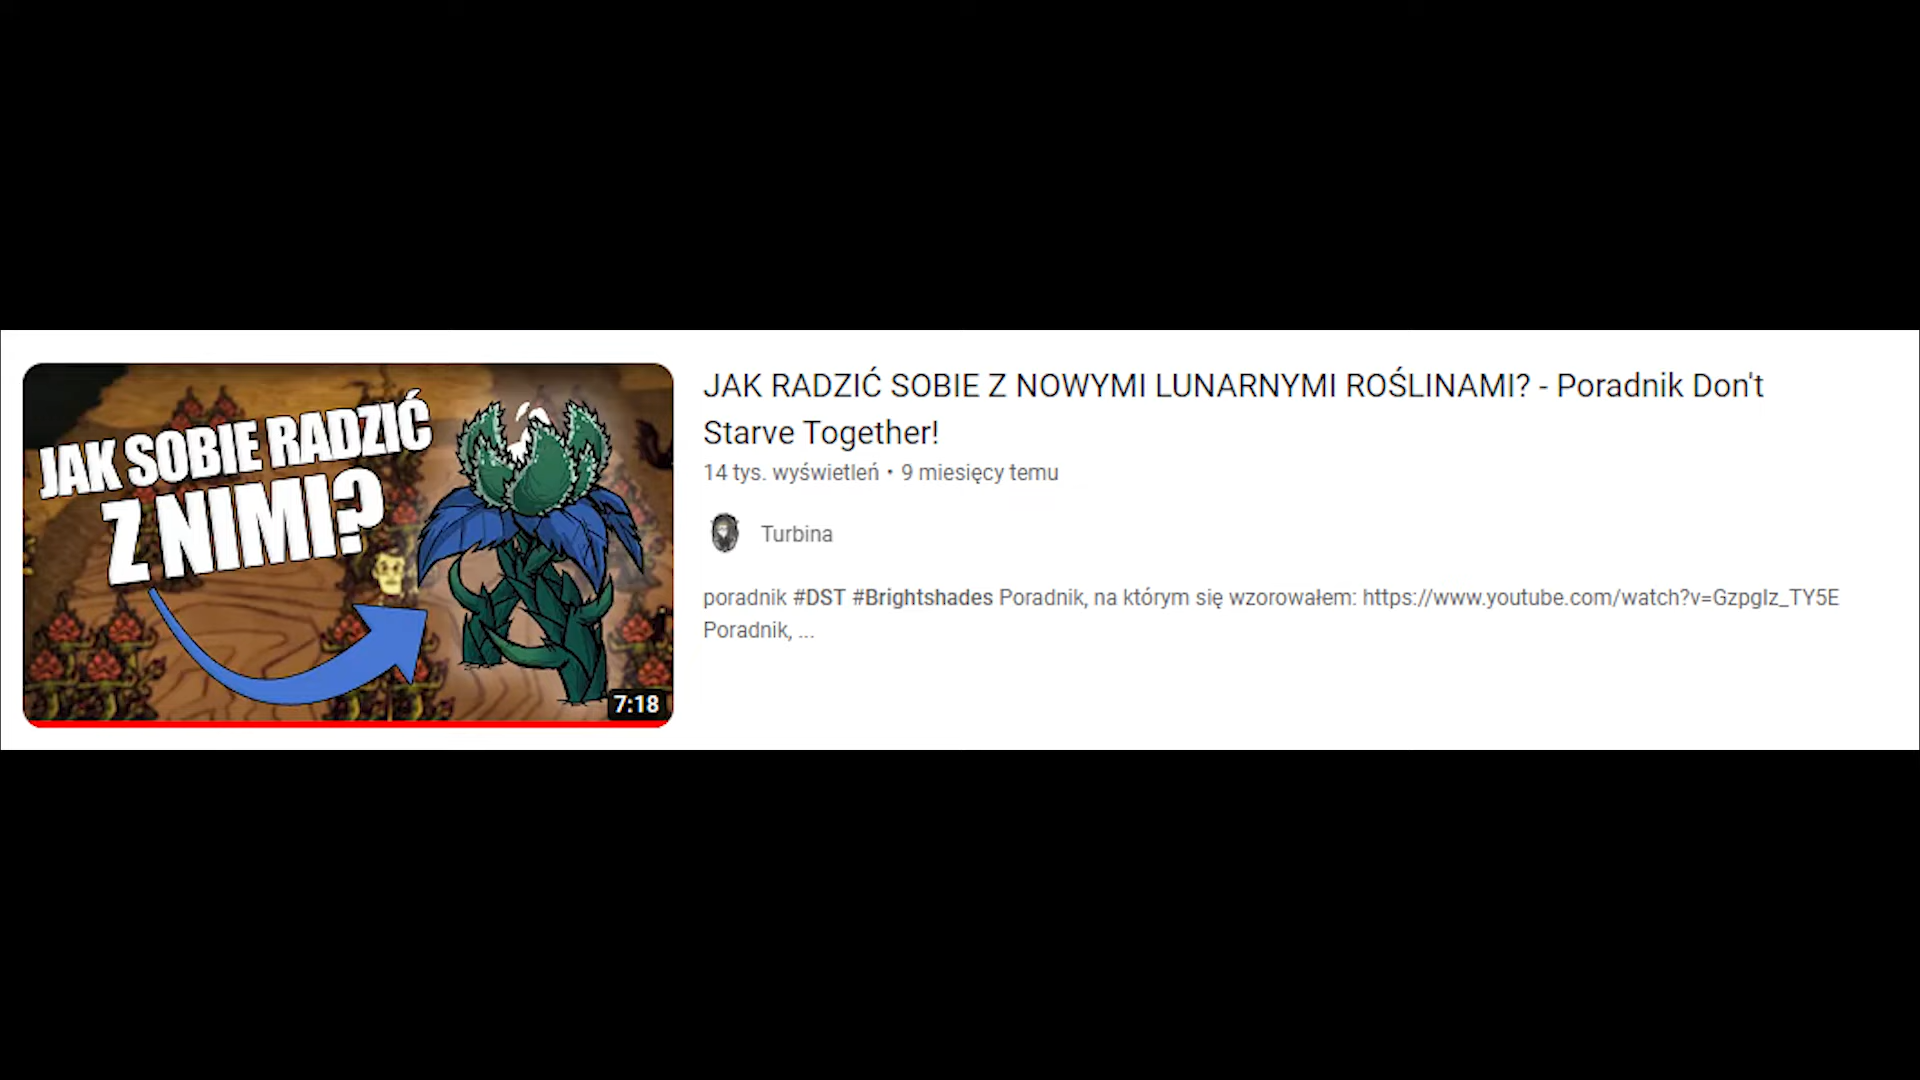 JAK SOBIE RADZIĆ
Z NIMI?
7:18
JAK RADZIĆ SOBIE Z NOWYMI LUNARNYMI ROŚLINAMI? - Poradnik Don't
Starve Together!
14 tys. wyświetleń • 9 miesięcy temu
Turbina
poradnik #DST #Brightshades Poradnik, na którym się wzorowałem: https://www.youtube.com/watch?v=GzpgIz_TY5E
Poradnik, ...